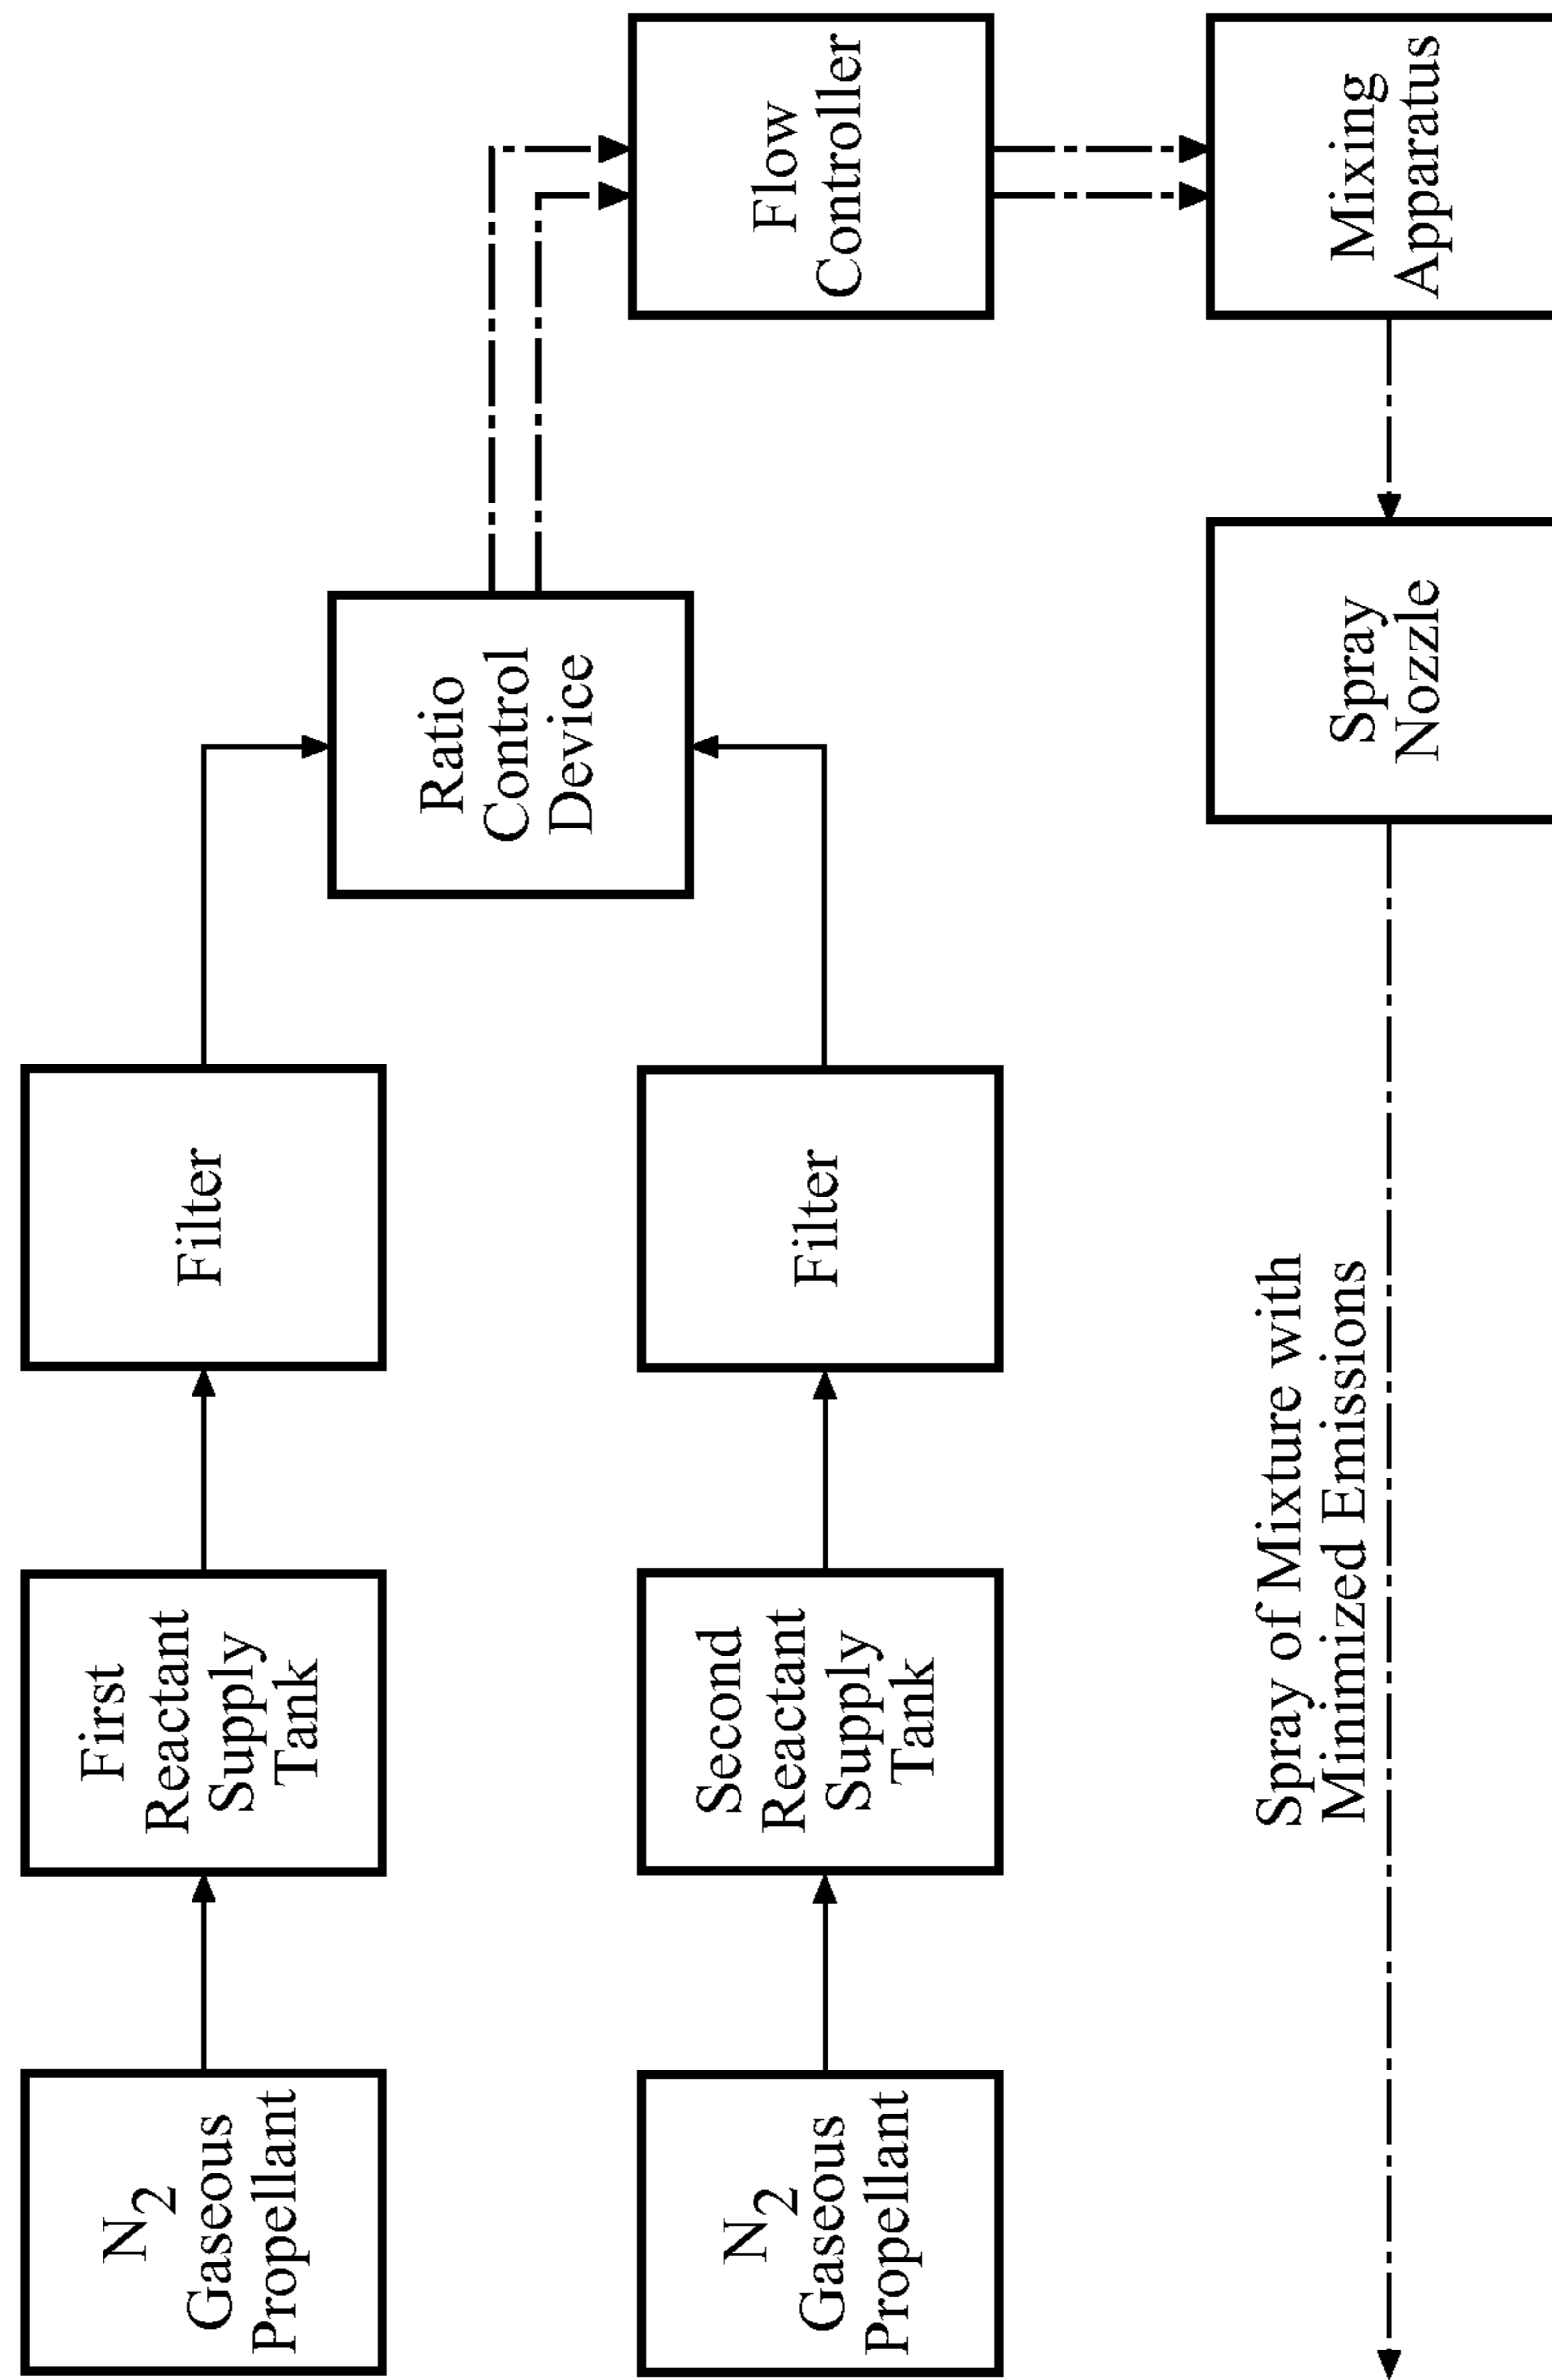 N2
Gaseous
Propellant
First
Reactant
Supply
Tank
Filter
Ratio
Control
Device
Flow
Controller
N2
Gaseous
Propellant
Second
Reactant
Supply
Tank
Filter
Mixing
Apparatus
Spray
Nozzle
Spray of Mixture with
Minimized Emissions